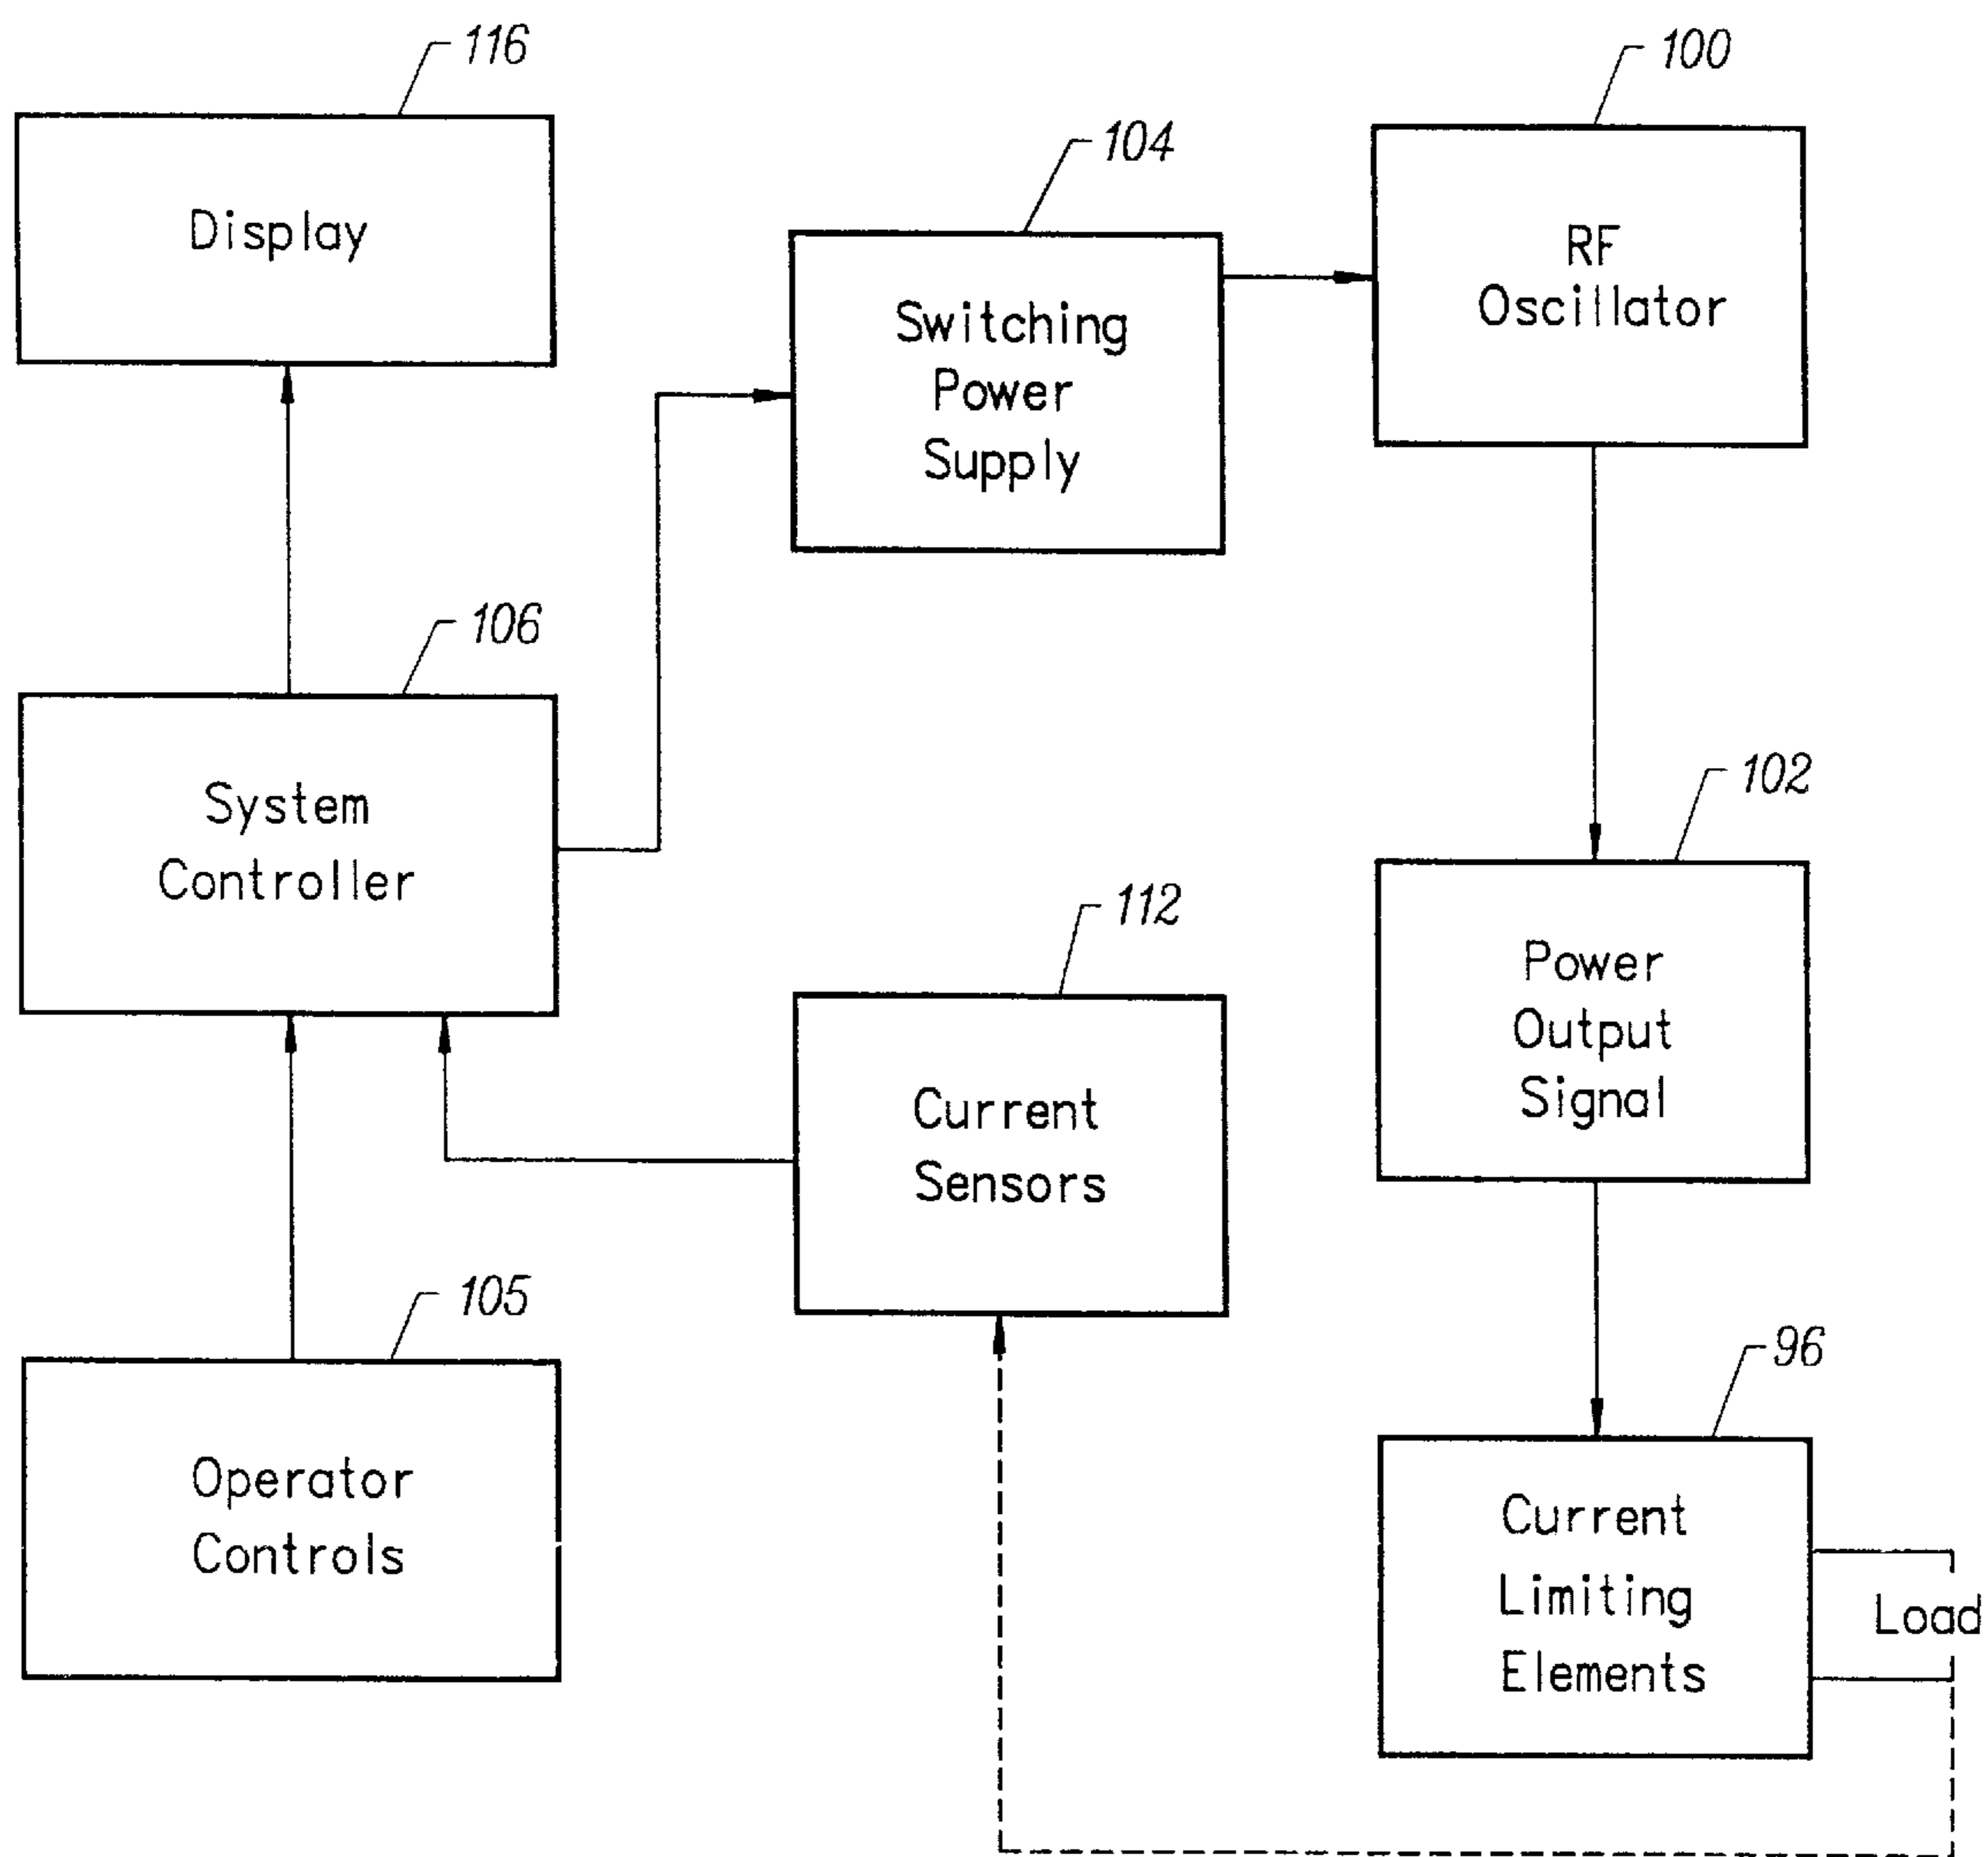 116
Display
104
Switching
Power
Supply
100
RF
Oscillator
106
System
Controller
112
Current
Sensors
102
Power
Output
Signal
105
Operator
Controls
96
Current
Limiting
Elements
Load